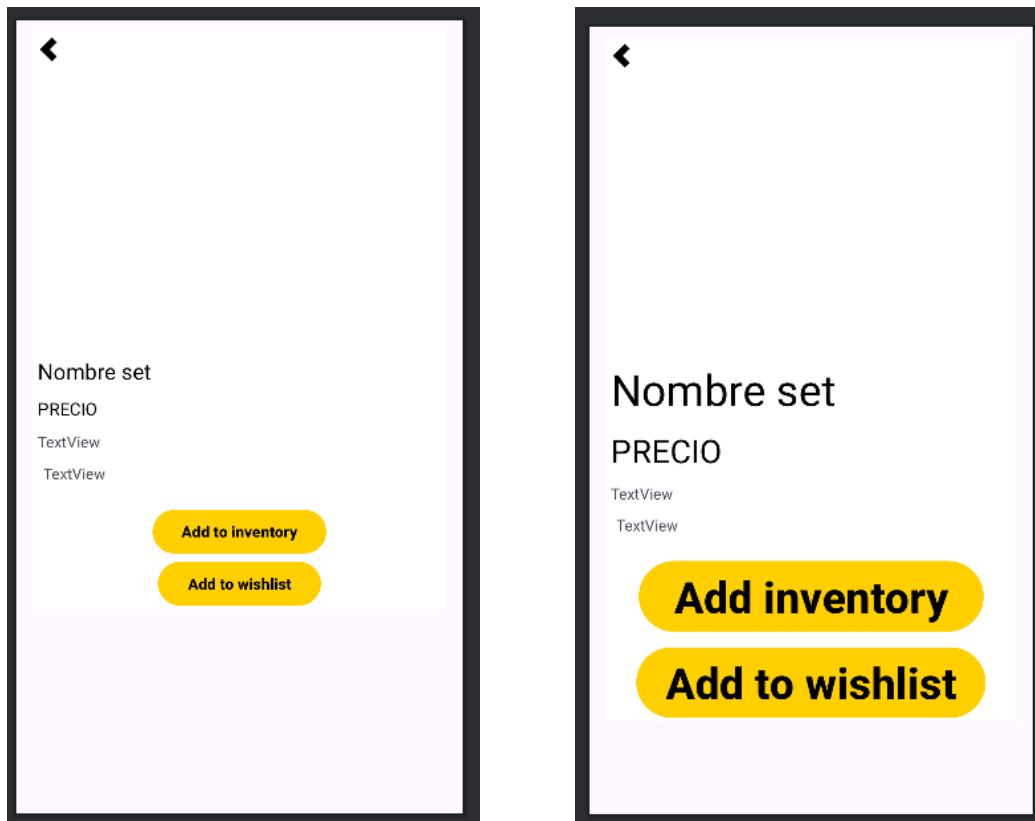 Nombre set
PRECIO
TextView
TextView
Add to inventory
Add to wishlist
Nombre set
PRECIO
TextView
TextView
Add inventory
Add to wishlist